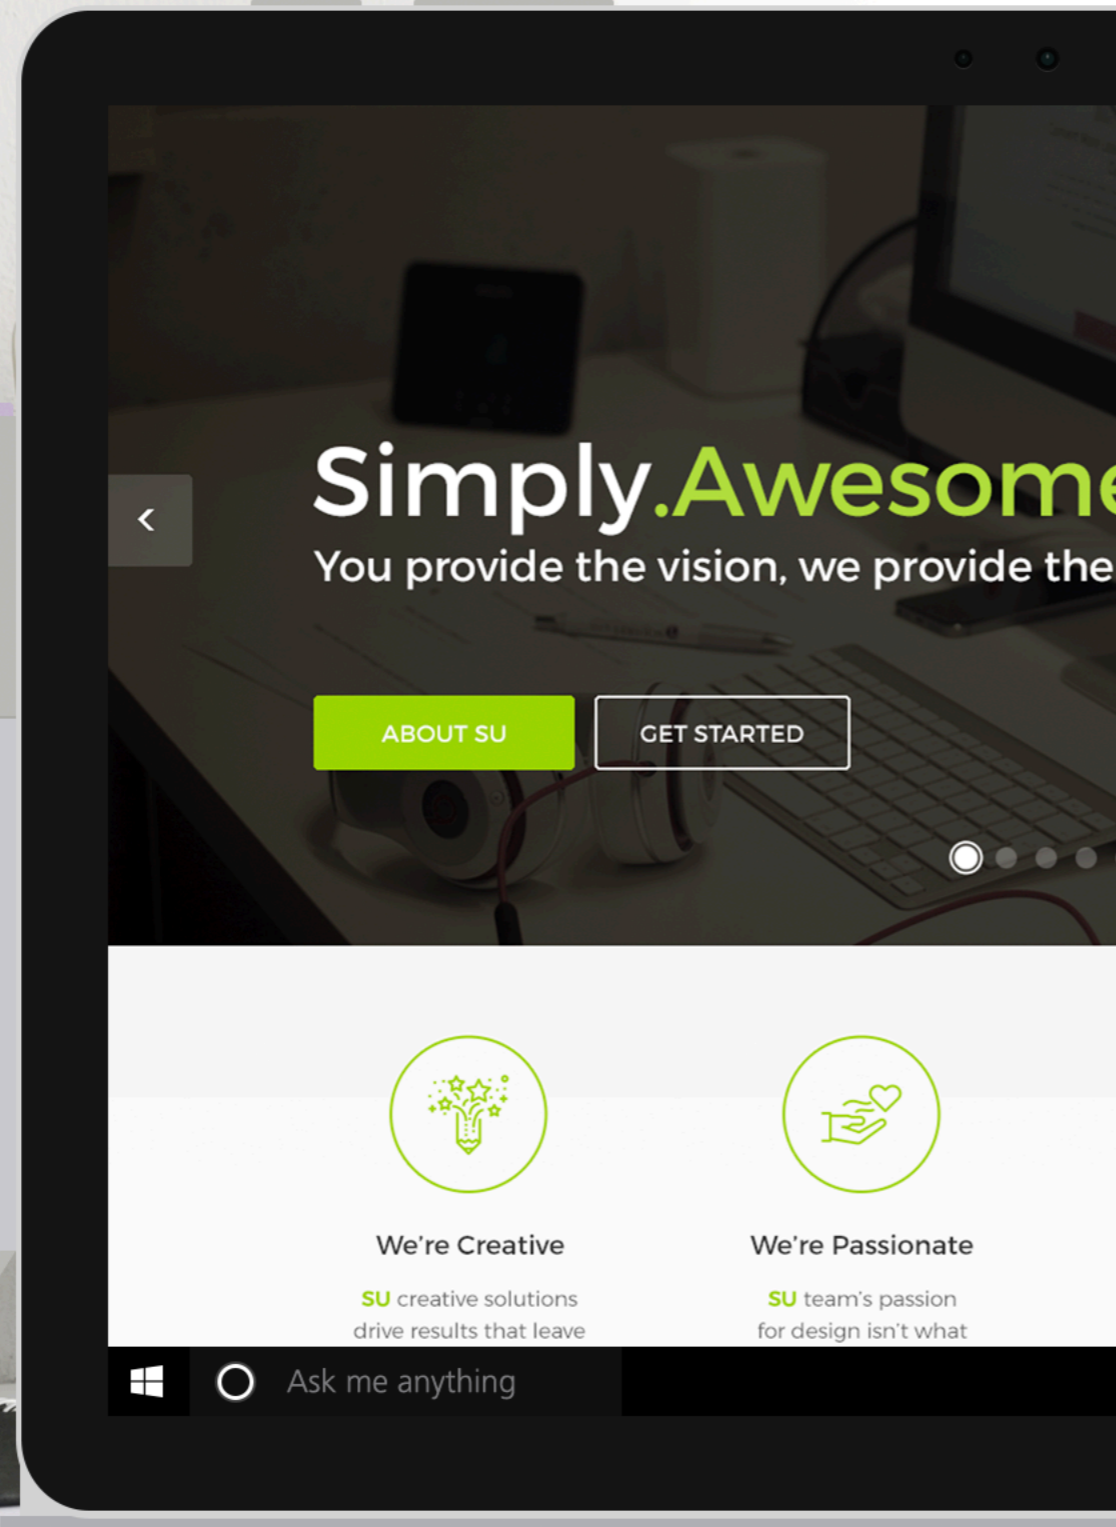 Simply.Awesome
You provide the vision, we provide the
ABOUT SU
GET STARTED
We're Creative
We're Passionate
SU creative solutions
drive results that leave
SU team's passion
for design isn't what
Ask me anything